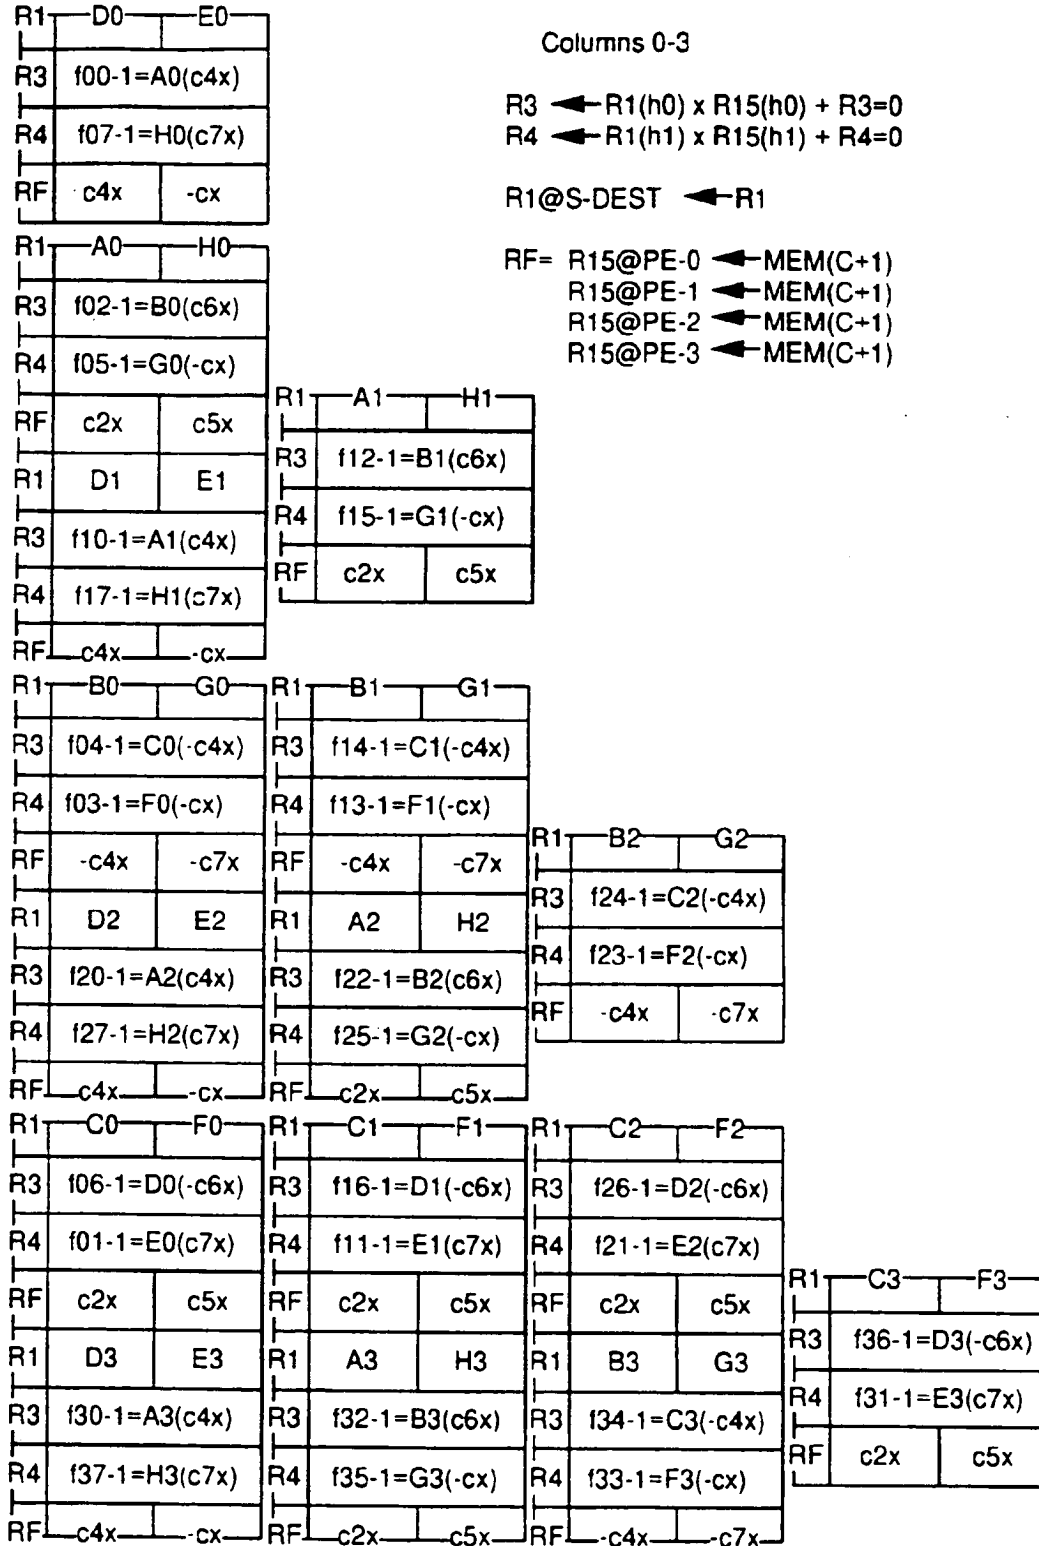 R1 D0 E0
R3 f00-1=A0(c4x)
R4 f07-1=H0(c7x)
RF c4x -cx
Columns 0-3
R3 ◄ R1(h0) x R15(h0) + R3=0
R4 ◄ R1(h1) x R15(h1) + R4=0
R1@S-DEST ◄ R1
RF= R15@PE-0 ◄ MEM(C+1)
R15@PE-1 ◄ MEM(C+1)
R15@PE-2 ◄ MEM(C+1)
R15@PE-3 ◄ MEM(C+1)
R1 A0 H0
R3 f02-1=B0(c6x)
R4 f05-1=G0(-cx)
RF c2x c5x
R1 D1 E1
R3 f10-1=A1(c4x)
R4 f17-1=H1(c7x)
RF c4x -cx
R1 A1 H1
R3 f12-1=B1(c6x)
R4 f15-1=G1(-cx)
RF c2x c5x
R1 B0 G0
R3 f04-1=C0(-c4x)
R4 f03-1=F0(-cx)
RF -c4x -c7x
R1 D2 E2
R3 f20-1=A2(c4x)
R4 f27-1=H2(c7x)
RF c4x -cx
R1 B1 G1
R3 f14-1=C1(-c4x)
R4 f13-1=F1(-cx)
RF -c4x -c7x
R1 A2 H2
R3 f22-1=B2(c6x)
R4 f25-1=G2(-cx)
RF c2x c5x
R1 B2 G2
R3 f24-1=C2(-c4x)
R4 f23-1=F2(-cx)
RF -c4x -c7x
R1 C0 F0
R3 f06-1=D0(-c6x)
R4 f01-1=E0(c7x)
RF c2x c5x
R1 D3 E3
R3 f30-1=A3(c4x)
R4 f37-1=H3(c7x)
RF c4x -cx
R1 C1 F1
R3 f16-1=D1(-c6x)
R4 f11-1=E1(c7x)
RF c2x c5x
R1 A3 H3
R3 f32-1=B3(c6x)
R4 f35-1=G3(-cx)
RF c2x c5x
R1 C2 F2
R3 f26-1=D2(-c6x)
R4 f21-1=E2(c7x)
RF c2x c5x
R1 B3 G3
R3 f34-1=C3(-c4x)
R4 f33-1=F3(-cx)
RF -c4x -c7x
R1 C3 F3
R3 f36-1=D3(-c6x)
R4 f31-1=E3(c7x)
RF c2x c5x